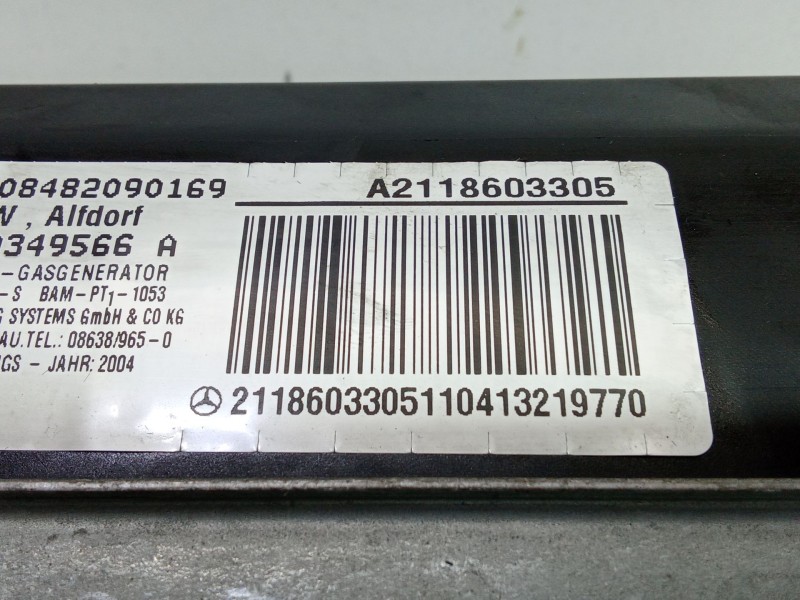 08482090169
A2118603305
, Alfdorf
349566 A
-GASGENERATOR
-S BAM-PT1-1053
G SYSTEMS GmbH & CO KG
AU.TEL.: 08638/965-0
NGS - JAHR: 2004
2118603305110413219770